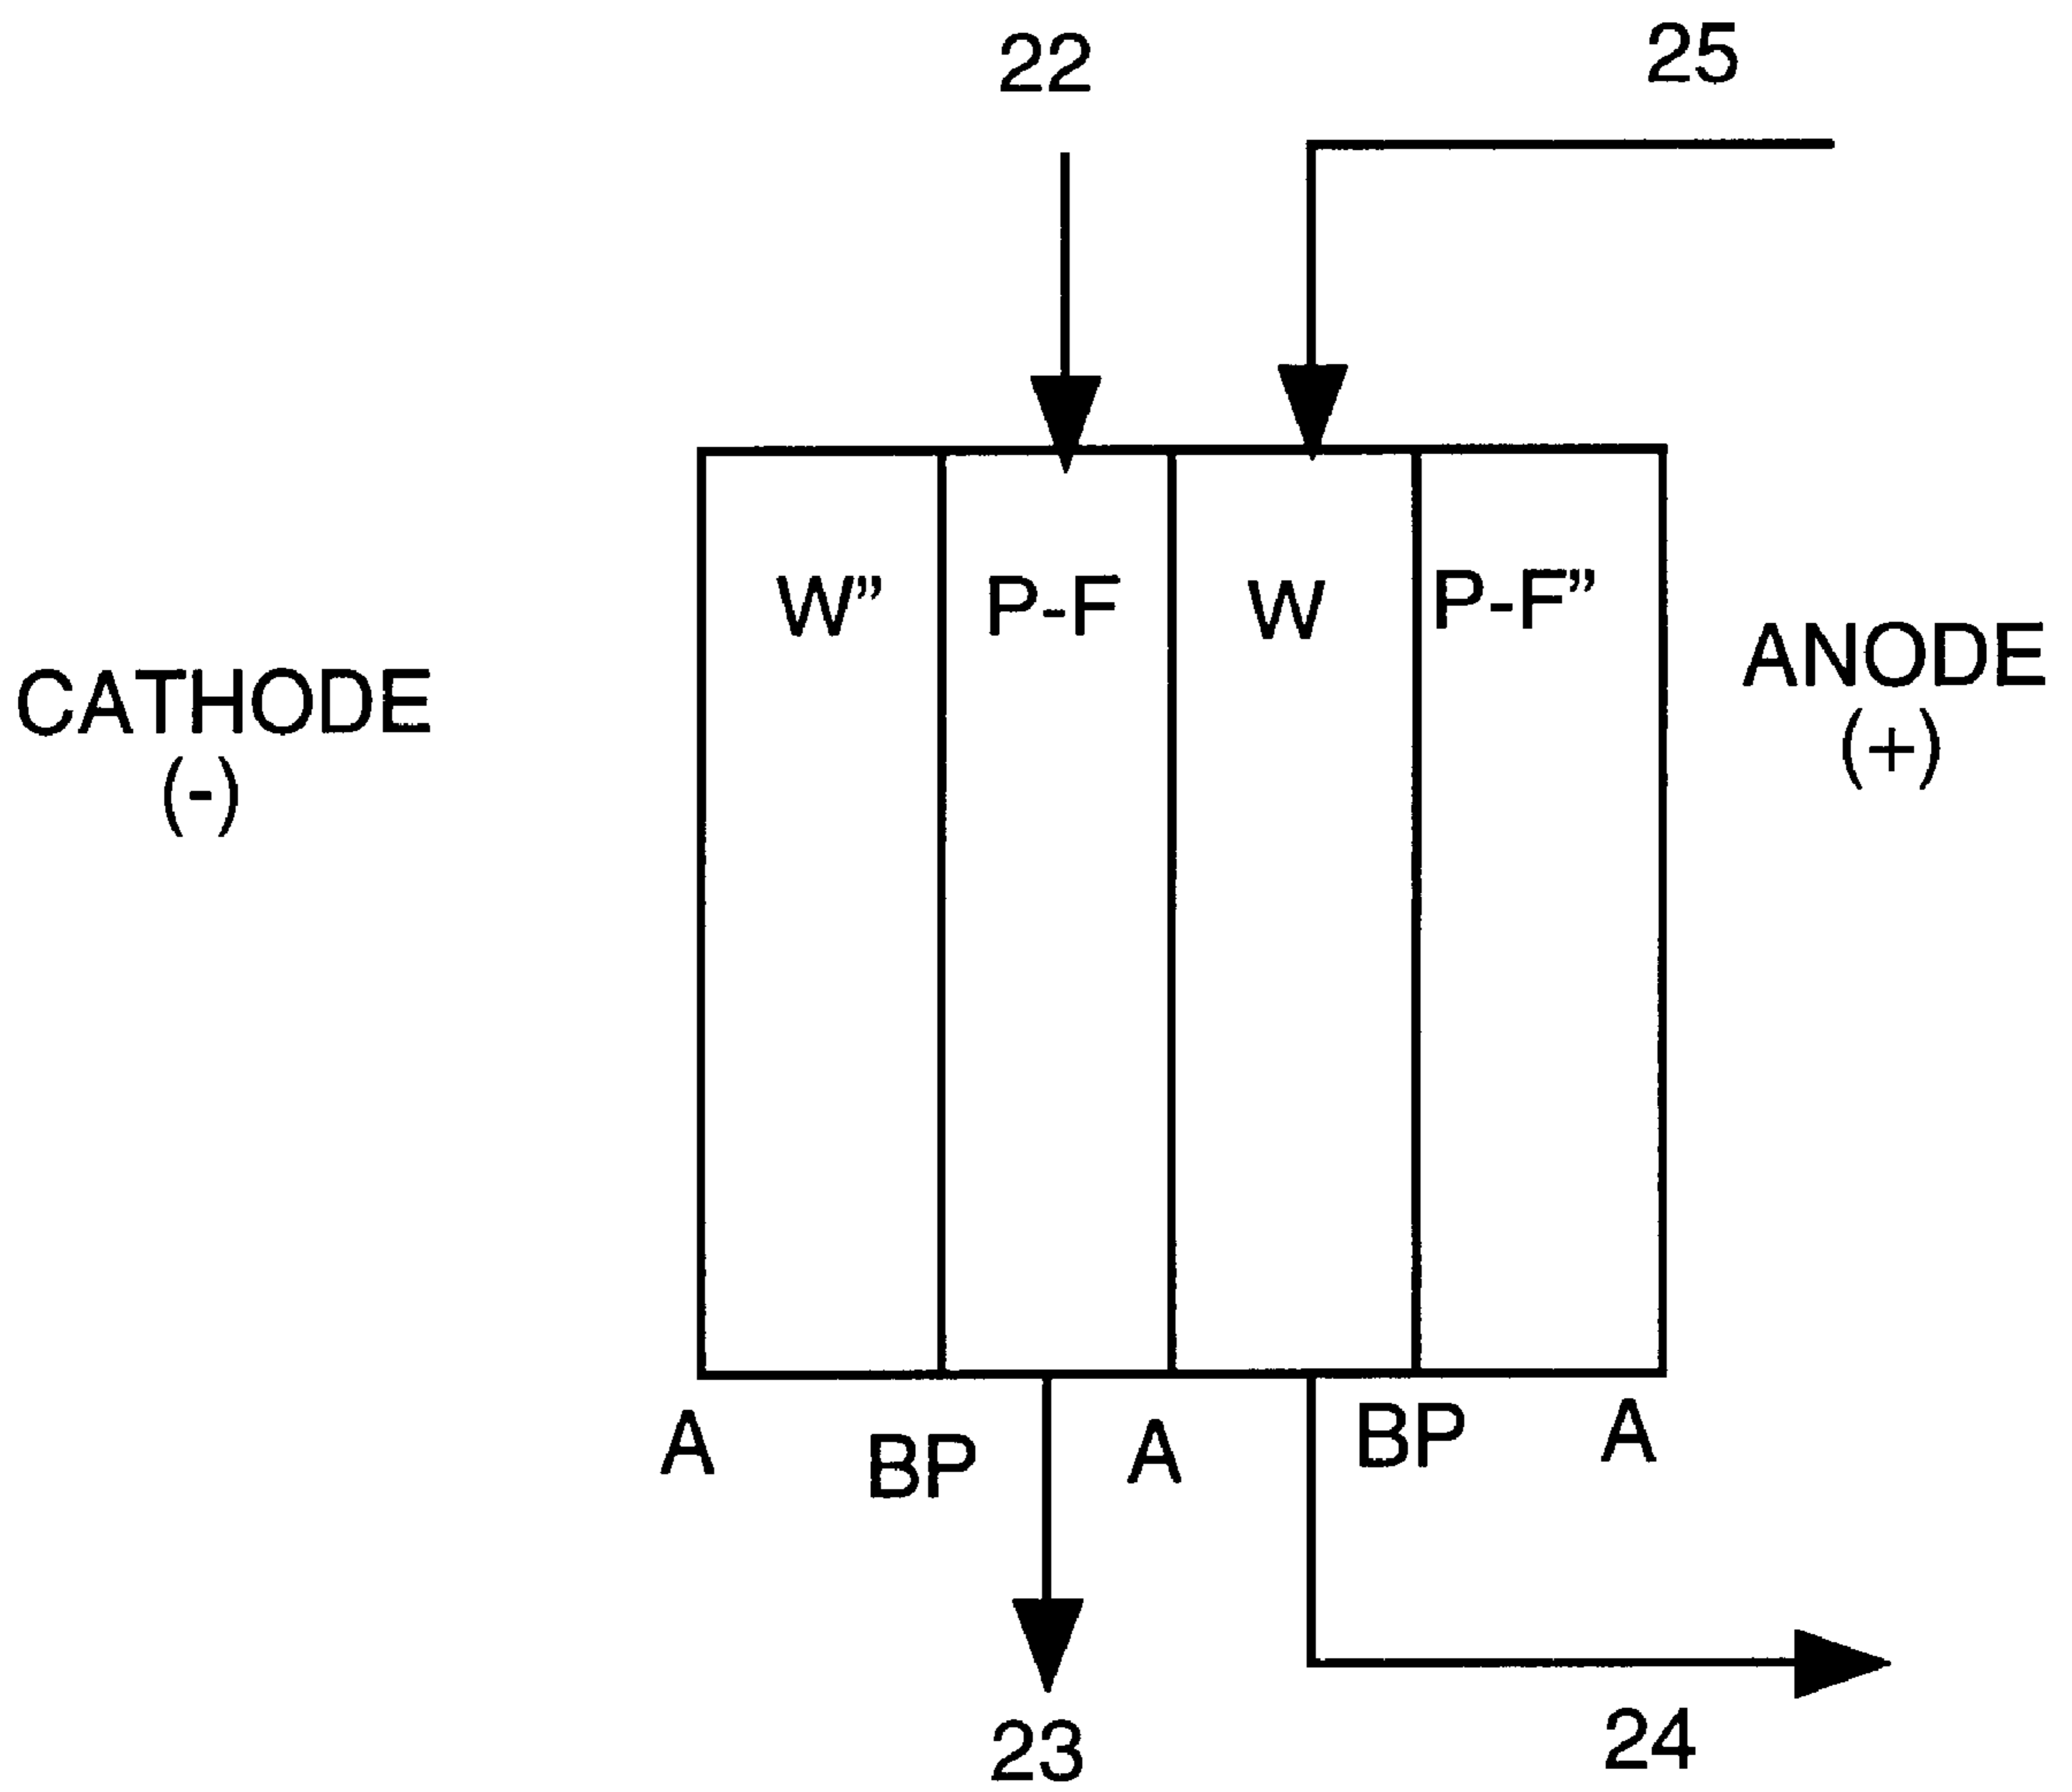 22
25
W”
P-F
W
P-F”
CATHODE
(-)
ANODE
(+)
A
BP
A
BP
A
23
24